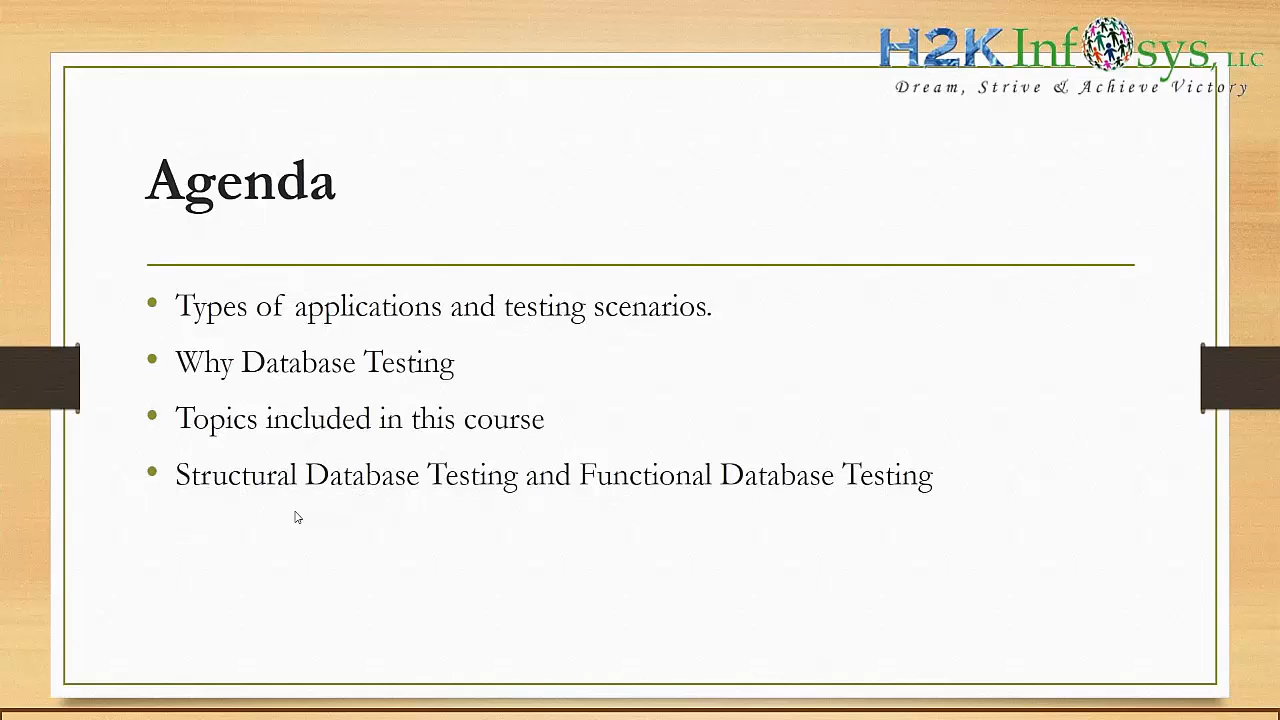 H2K Infosys, LLC
Dream, Strive & Achieve Victory
Agenda
• Types of applications and testing scenarios.
• Why Database Testing
• Topics included in this course
• Structural Database Testing and Functional Database Testing